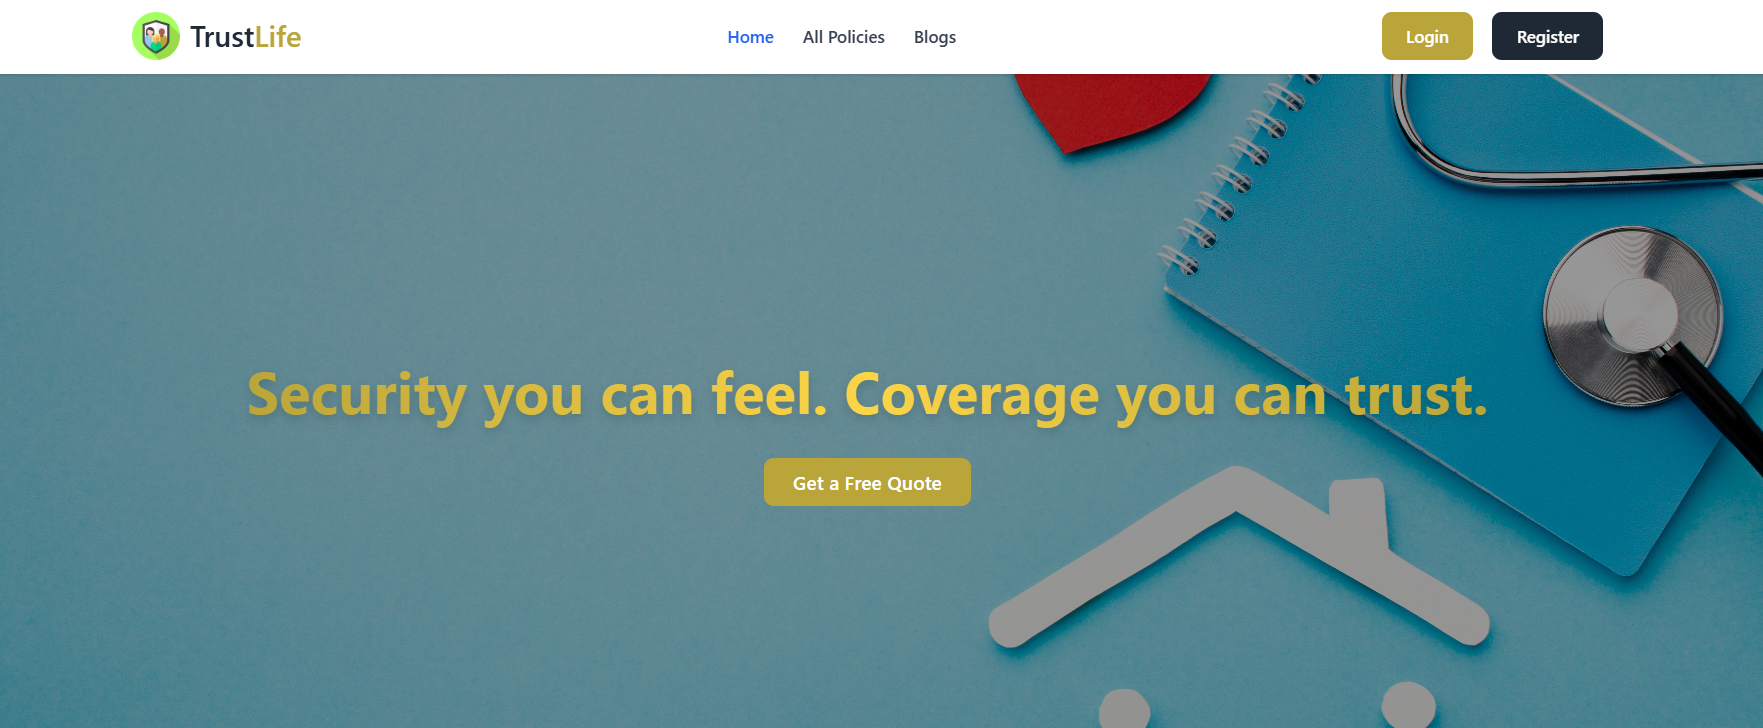 TrustLife
Home
All Policies
Blogs
Login
Register
Security you can feel. Coverage you can trust.
Get a Free Quote